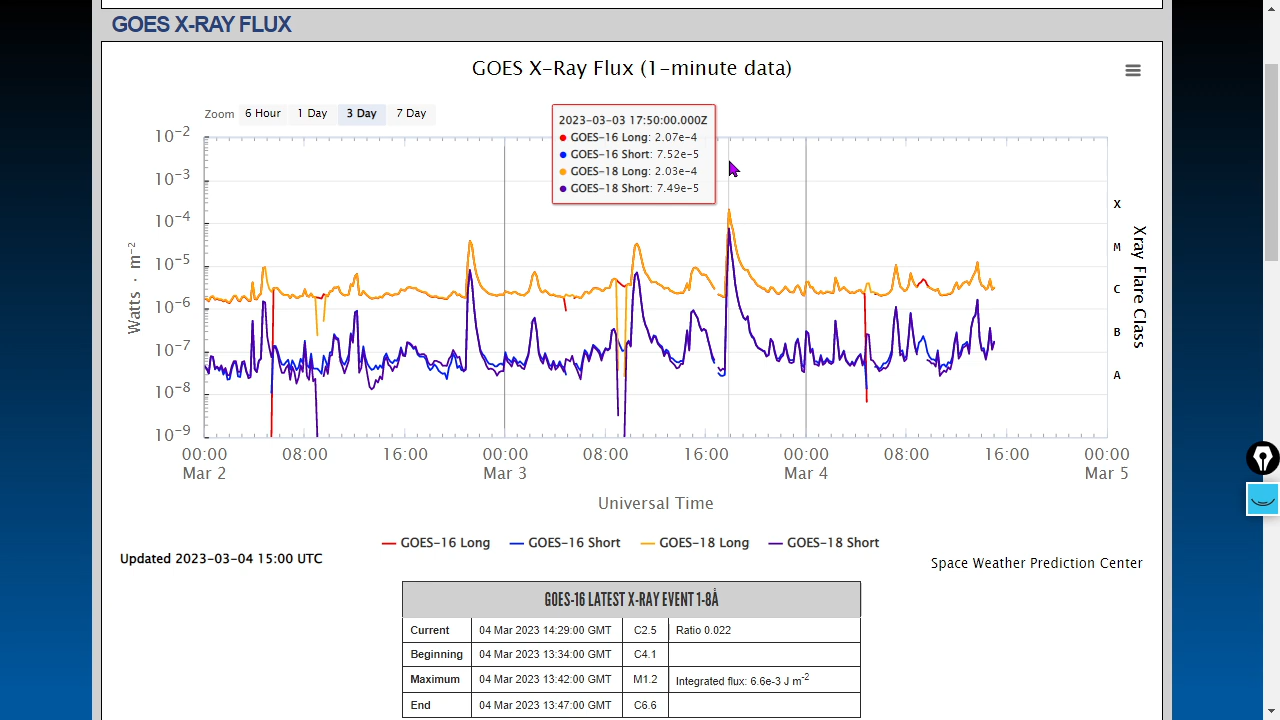 GOES X-RAY FLUX
GOES X-Ray Flux (1-minute data)
Zoom 6 Hour 1 Day 3 Day 7 Day
2023-03-03 17:50:00.000Z
GOES-16 Long: 2.07e-4
GOES-16 Short: 7.52e-5
GOES-18 Long: 2.03e-4
GOES-18 Short: 7.49e-5
10⁻²
10⁻³
10⁻⁴
10⁻⁵
10⁻⁶
10⁻⁷
10⁻⁸
10⁻⁹
Watts · m⁻²
X
M
C
B
A
Xray Flare Class
00:00 08:00 16:00 00:00 08:00 16:00 00:00 08:00 16:00 00:00
Mar 2 Mar 3 Mar 4 Mar 5
Universal Time
GOES-16 Long GOES-16 Short GOES-18 Long GOES-18 Short
Updated 2023-03-04 15:00 UTC
Space Weather Prediction Center
GOES-16 LATEST X-RAY EVENT 1-8Å
Current 04 Mar 2023 14:29:00 GMT C2.5 Ratio 0.022
Beginning 04 Mar 2023 13:34:00 GMT C4.1
Maximum 04 Mar 2023 13:42:00 GMT M1.2 Integrated flux: 6.6e-3 J m⁻²
End 04 Mar 2023 13:47:00 GMT C6.6